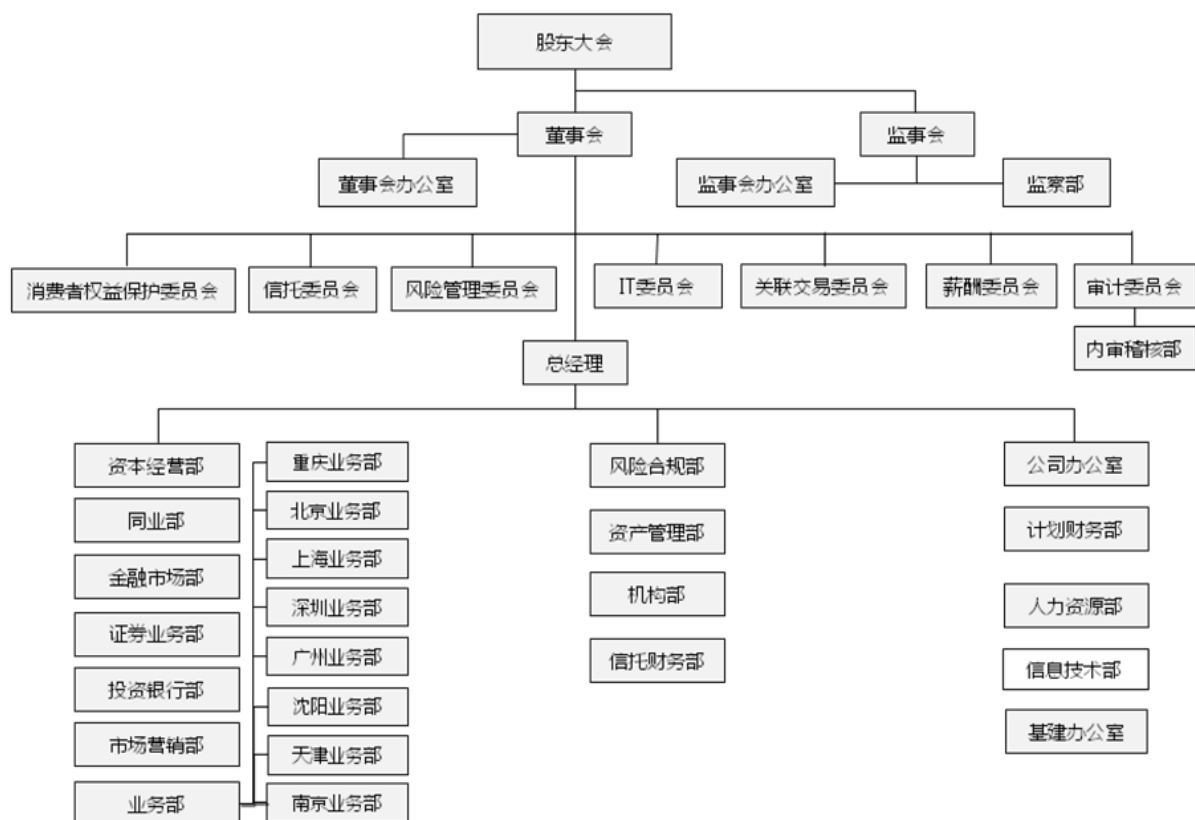 股东大会
董事会
监事会
董事会办公室
监事会办公室
监察部
消费者权益保护委员会
信托委员会
风险管理委员会
IT委员会
关联交易委员会
薪酬委员会
审计委员会
内审稽核部
总经理
资本经营部
重庆业务部
风险合规部
公司办公室
同业部
北京业务部
资产管理部
计划财务部
金融市场部
上海业务部
机构部
人力资源部
证券业务部
深圳业务部
信托财务部
信息技术部
投资银行部
广州业务部
基建办公室
市场营销部
沈阳业务部
业务部
天津业务部
南京业务部